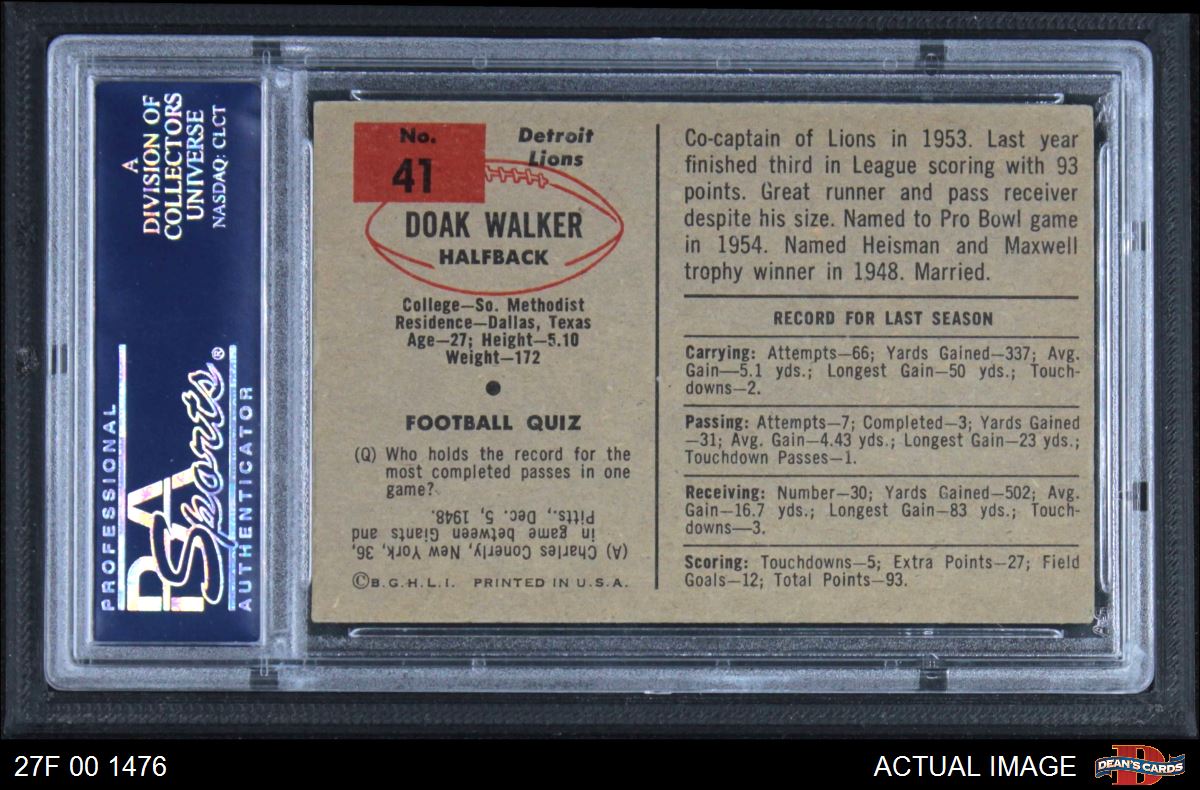 A
DIVISION OF
COLLECTORS
UNIVERSE
NASDAQ: CLCT
PROFESSIONAL
PSA
Sports®
AUTHENTICATOR
No.
41
Detroit
Lions
DOAK WALKER
HALFBACK
College—So. Methodist
Residence—Dallas, Texas
Age—27; Height—5.10
Weight—172
FOOTBALL QUIZ
(Q) Who holds the record for the
most completed passes in one
game?
(A) Charles Conerly, New York, 36,
in game between Giants and
Pitts., Dec. 5, 1948.
©B.G.H.L.I. PRINTED IN U.S.A.
Co-captain of Lions in 1953. Last year
finished third in League scoring with 93
points. Great runner and pass receiver
despite his size. Named to Pro Bowl game
in 1954. Named Heisman and Maxwell
trophy winner in 1948. Married.
RECORD FOR LAST SEASON
Carrying: Attempts—66; Yards Gained—337; Avg.
Gain—5.1 yds.; Longest Gain—50 yds.; Touch-
downs—2.
Passing: Attempts—7; Completed—3; Yards Gained
—31; Avg. Gain—4.43 yds.; Longest Gain—23 yds.;
Touchdown Passes—1.
Receiving: Number—30; Yards Gained—502; Avg.
Gain—16.7 yds.; Longest Gain—83 yds.; Touch-
downs—3.
Scoring: Touchdowns—5; Extra Points—27; Field
Goals—12; Total Points—93.
27F 00 1476
ACTUAL IMAGE
DEAN'S CARDS